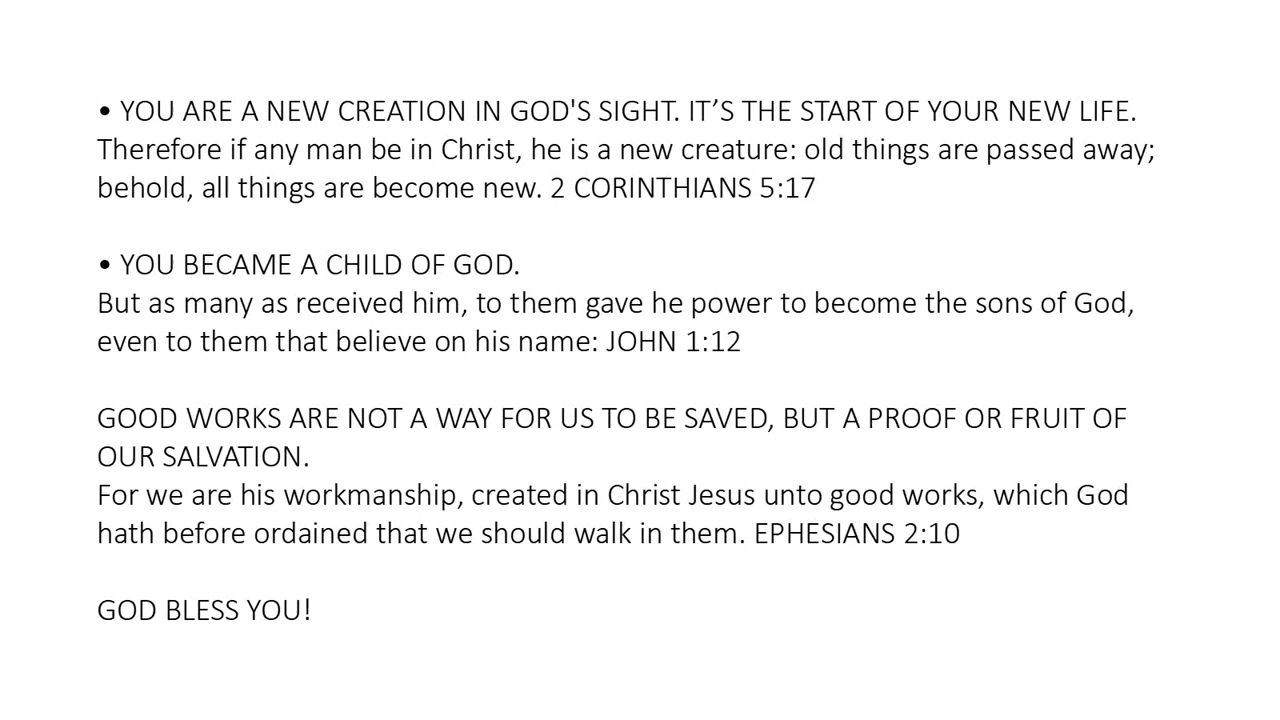 • YOU ARE A NEW CREATION IN GOD'S SIGHT. IT’S THE START OF YOUR NEW LIFE.
Therefore if any man be in Christ, he is a new creature: old things are passed away;
behold, all things are become new. 2 CORINTHIANS 5:17
• YOU BECAME A CHILD OF GOD.
But as many as received him, to them gave he power to become the sons of God,
even to them that believe on his name: JOHN 1:12
GOOD WORKS ARE NOT A WAY FOR US TO BE SAVED, BUT A PROOF OR FRUIT OF
OUR SALVATION.
For we are his workmanship, created in Christ Jesus unto good works, which God
hath before ordained that we should walk in them. EPHESIANS 2:10
GOD BLESS YOU!